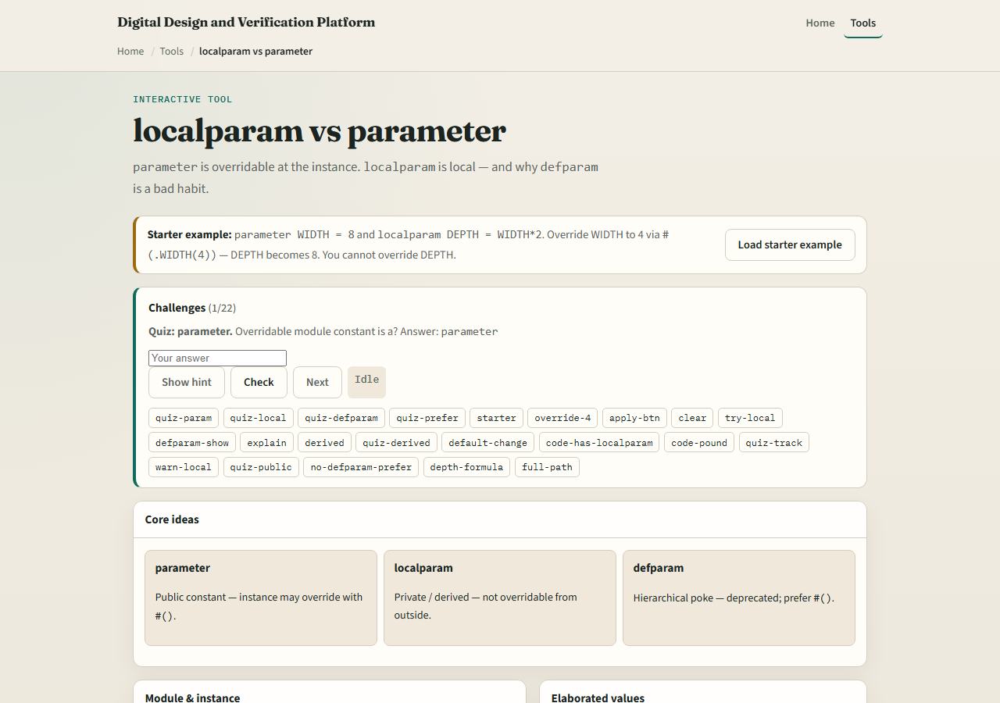 Digital Design and Verification Platform
Home
Tools
Home / Tools / localparam vs parameter
INTERACTIVE TOOL
localparam vs parameter
parameter is overridable at the instance. localparam is local — and why defparam
is a bad habit.
Starter example: parameter WIDTH = 8 and localparam DEPTH = WIDTH*2. Override WIDTH to 4 via #
(.WIDTH(4)) — DEPTH becomes 8. You cannot override DEPTH.
Load starter example
Challenges (1/22)
Quiz: parameter. Overridable module constant is a? Answer: parameter
Your answer
Show hint
Check
Next
Idle
quiz-param
quiz-local
quiz-defparam
quiz-prefer
starter
override-4
apply-btn
clear
try-local
defparam-show
explain
derived
quiz-derived
default-change
code-has-localparam
code-pound
quiz-track
warn-local
quiz-public
no-defparam-prefer
depth-formula
full-path
Core ideas
parameter
Public constant — instance may override with
#().
localparam
Private / derived — not overridable from
outside.
defparam
Hierarchical poke — deprecated; prefer #().
Module & instance
Elaborated values